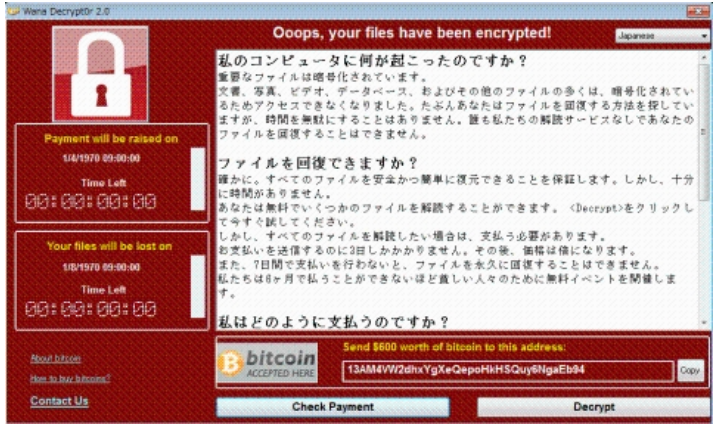 Wana Decrypt0r 2.0
Ooops, your files have been encrypted!
Japanese
Payment will be raised on
1/4/1970 09:00:00
Time Left
00:00:00:00
Your files will be lost on
1/8/1970 09:00:00
Time Left
00:00:00:00
About bitcoin
How to buy bitcoins?
Contact Us
私のコンピュータに何が起こったのですか?
重要なファイルは暗号化されています。
文書、写真、ビデオ、データベース、およびその他のファイルの多くは、暗号化されてい
るためアクセスできなくなりました。たぶんあなたはファイルを回復する方法を探してい
ますが、時間を無駄にすることはありません。誰も私たちの解読サービスなしであなたの
ファイルを回復することはできません。
ファイルを回復できますか?
確かに。すべてのファイルを安全かつ簡単に復元できることを保証します。しかし、十分
に時間がありません。
あなたは無料でいくつかのファイルを解読することができます。 <Decrypt>をクリックし
て今すぐ試してください。
しかし、すべてのファイルを解読したい場合は、支払う必要があります。
お支払いを送信するのに3日しかかかりません。その後、価格は倍になります。
また、7日間で支払いを行わないと、ファイルを永久に回復することはできません。
私たちは6ヶ月で払うことができないほど貧しい人々のために無料イベントを開催しま
す。
私はどのように支払うのですか?
bitcoin
ACCEPTED HERE
Send $600 worth of bitcoin to this address:
13AM4VW2dhxYgXeQepoHkHSQuy6NgaEb94
Copy
Check Payment
Decrypt